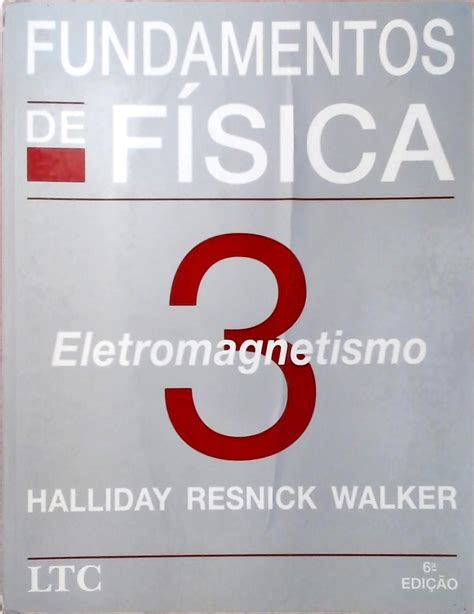 FUNDAMENTOS
DE FÍSICA
3
Eletromagnetismo
HALLIDAY RESNICK WALKER
LTC
6ª
EDIÇÃO